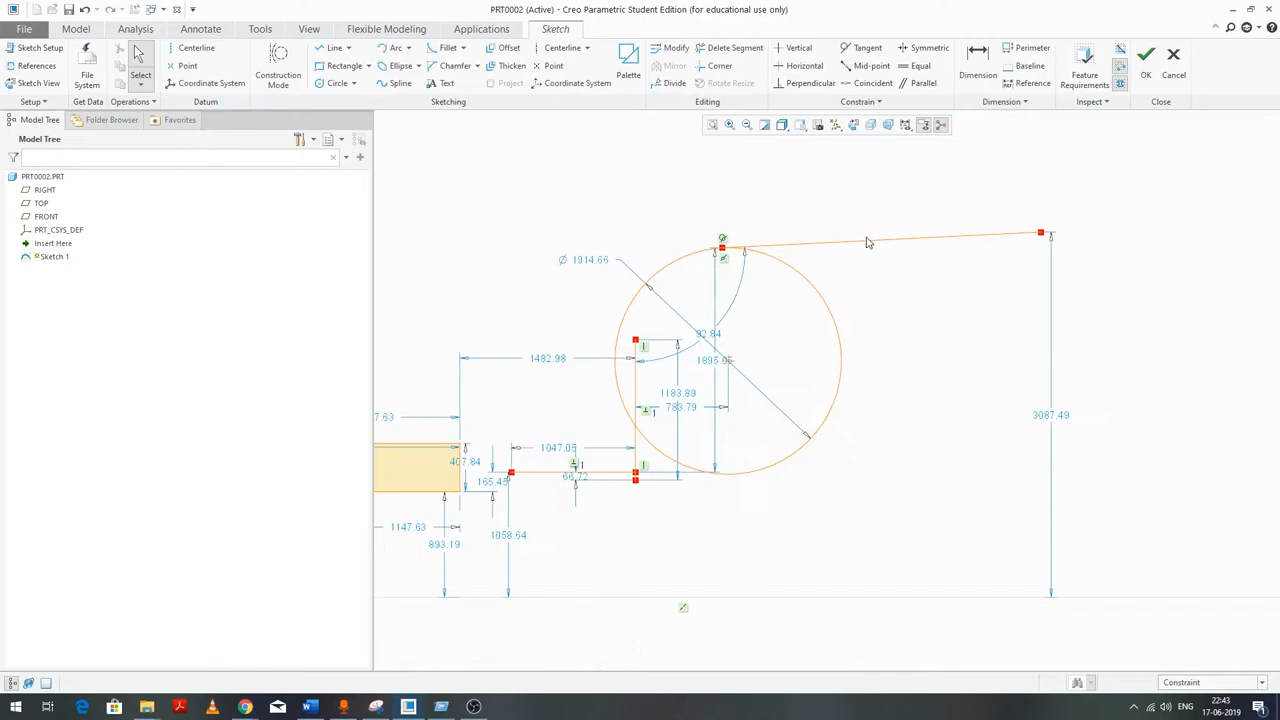 PRT0002 (Active) - Creo Parametric Student Edition (for educational use only)
File Model Analysis Annotate Tools View Flexible Modeling Applications Sketch
Sketch Setup
References
Sketch View
Setup
File System
Get Data
Select
Operations
Centerline
Point
Coordinate System
Datum
Construction Mode
Line Arc Fillet Offset Centerline
Rectangle Ellipse Chamfer Thicken Point
Circle Spline Text Project Coordinate System
Palette
Sketching
Modify Delete Segment
Mirror Corner
Divide Rotate Resize
Editing
Vertical Tangent Symmetric
Horizontal Mid-point Equal
Perpendicular Coincident Parallel
Constrain
Dimension
Perimeter
Baseline
Reference
Dimension
Feature Requirements
Inspect
OK
Cancel
Close
Model Tree Folder Browser Favorites
Model Tree
PRT0002.PRT
RIGHT
TOP
FRONT
PRT_CSYS_DEF
Insert Here
Sketch 1
Ø 1914.66
92.84
1482.98
1895.05
1183.89
783.79
7.63
3087.49
1047.05
407.84
165.45
66.72
1147.63
1058.64
893.19
Constraint
ENG
22:43
17-06-2019